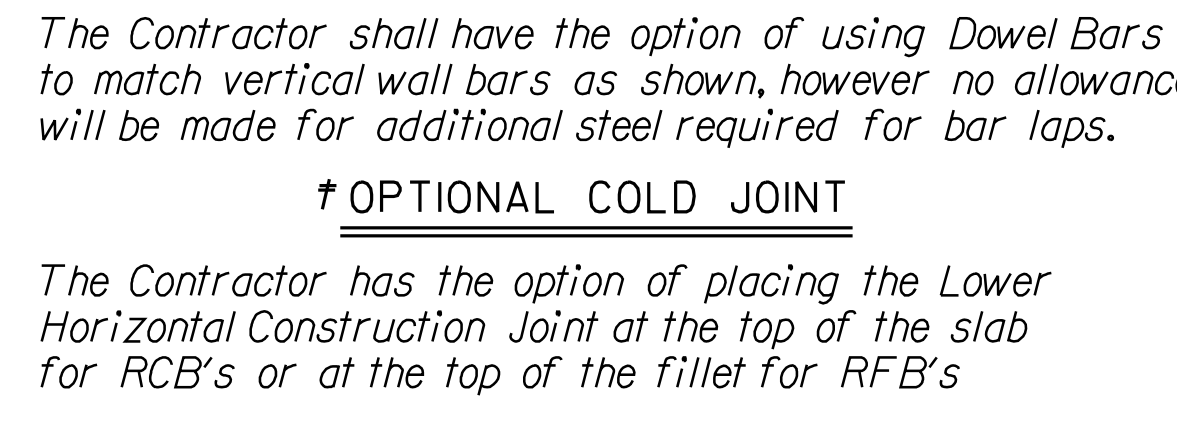 The Contractor shall have the option of using Dowel Bars
to match vertical wall bars as shown, however no allowance
will be made for additional steel required for bar laps.
‡ OPTIONAL COLD JOINT
The Contractor has the option of placing the Lower
Horizontal Construction Joint at the top of the slab
for RCB's or at the top of the fillet for RFB's